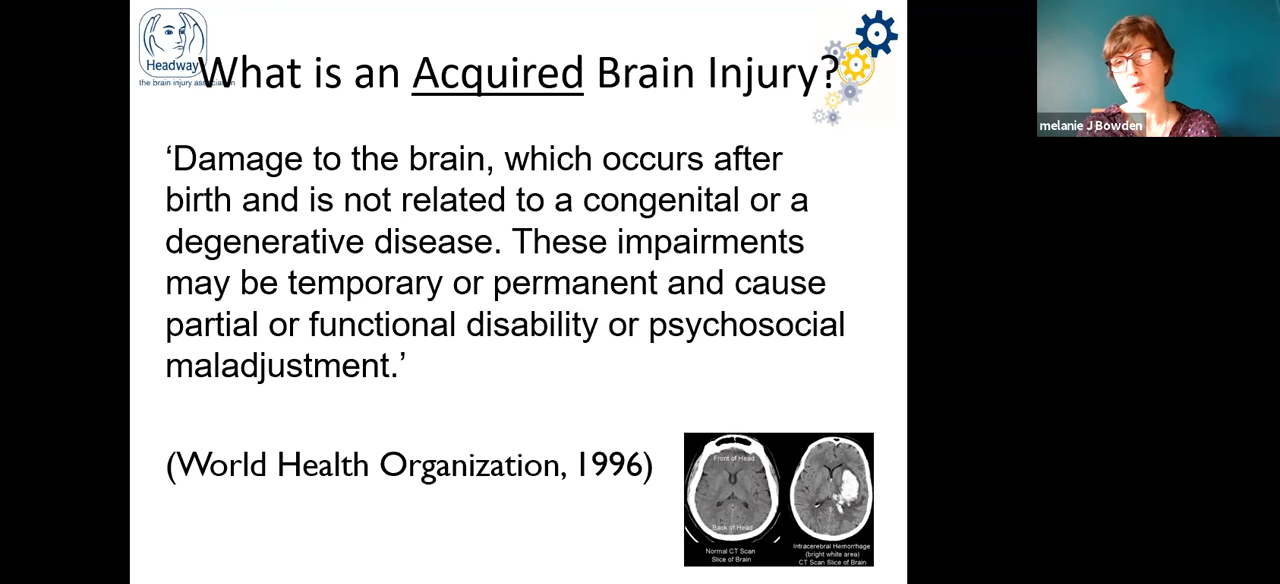 Headway
the brain injury association
What is an Acquired Brain Injury?
melanie J Bowden
‘Damage to the brain, which occurs after
birth and is not related to a congenital or a
degenerative disease. These impairments
may be temporary or permanent and cause
partial or functional disability or psychosocial
maladjustment.’
(World Health Organization, 1996)
Front of Head
Back of Head
Normal CT Scan
Slice of Brain
Intracerebral Hemorrhage
(bright white area)
CT Scan Slice of Brain